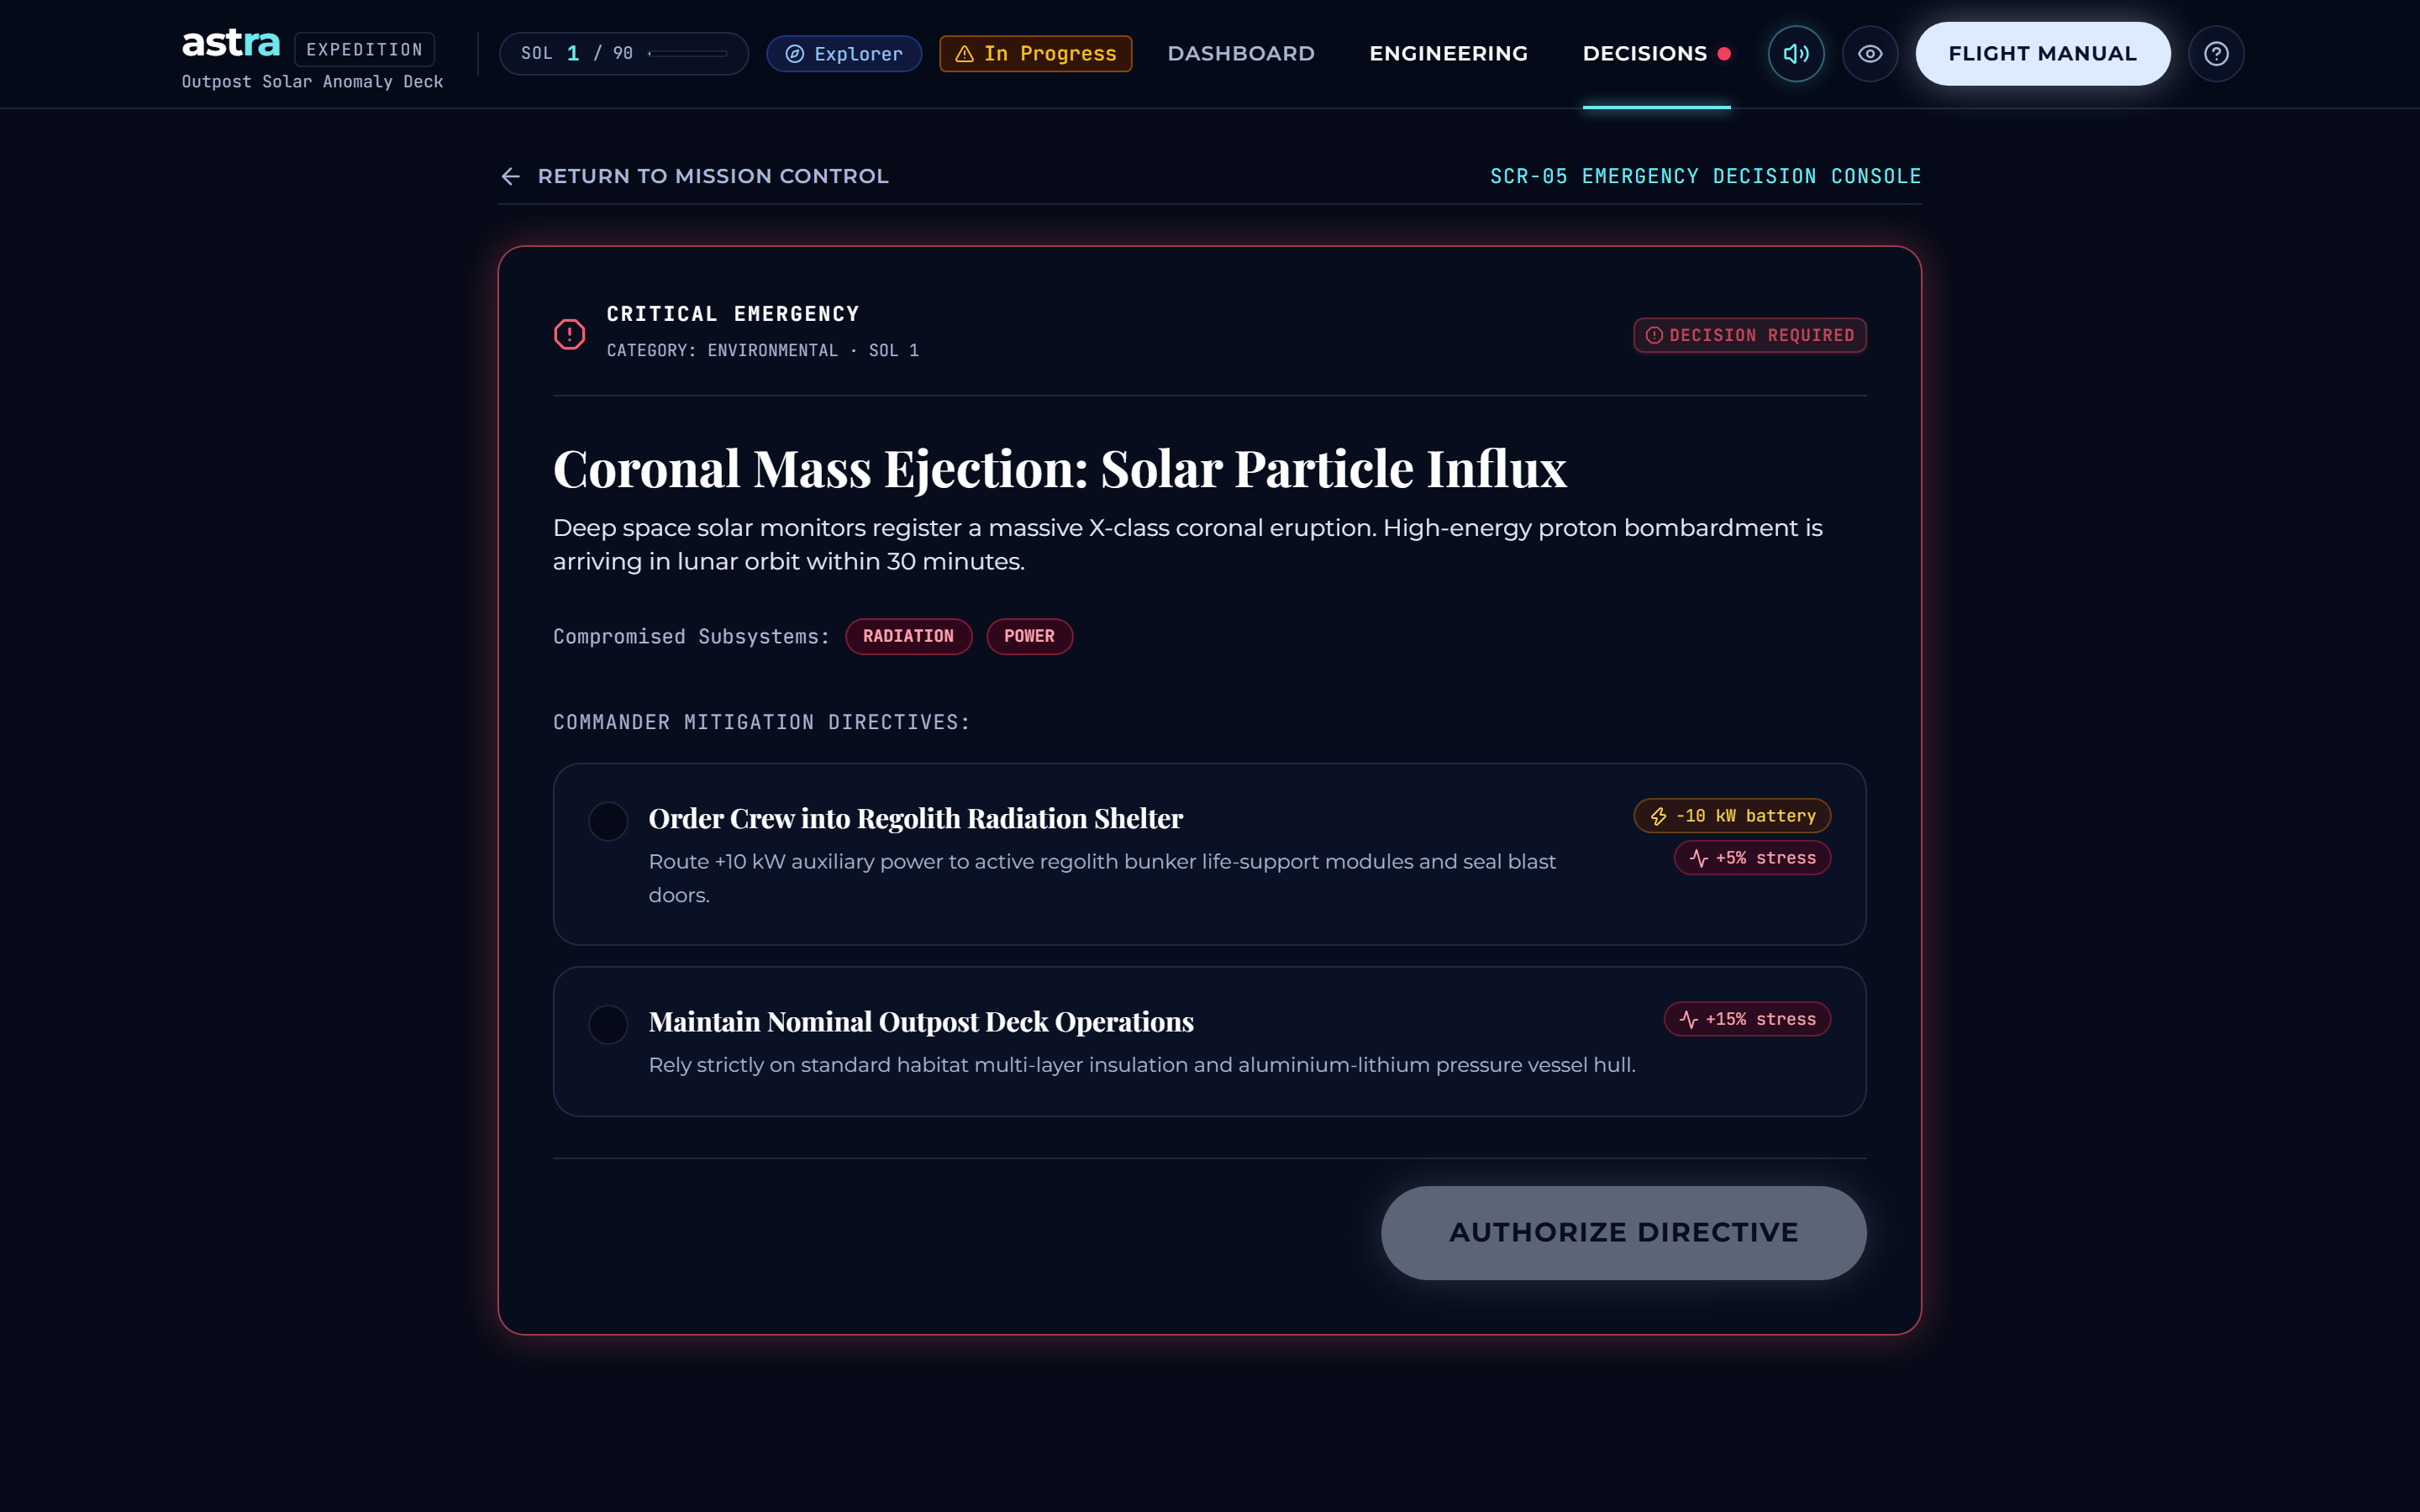 astra EXPEDITION
Outpost Solar Anomaly Deck
SOL 1 / 90
Explorer
In Progress
DASHBOARD
ENGINEERING
DECISIONS
FLIGHT MANUAL
RETURN TO MISSION CONTROL
SCR-05 EMERGENCY DECISION CONSOLE
CRITICAL EMERGENCY
CATEGORY: ENVIRONMENTAL · SOL 1
DECISION REQUIRED
Coronal Mass Ejection: Solar Particle Influx
Deep space solar monitors register a massive X-class coronal eruption. High-energy proton bombardment is
arriving in lunar orbit within 30 minutes.
Compromised Subsystems: RADIATION POWER
COMMANDER MITIGATION DIRECTIVES:
Order Crew into Regolith Radiation Shelter
-10 kW battery
Route +10 kW auxiliary power to active regolith bunker life-support modules and seal blast
doors.
+5% stress
Maintain Nominal Outpost Deck Operations
+15% stress
Rely strictly on standard habitat multi-layer insulation and aluminium-lithium pressure vessel hull.
AUTHORIZE DIRECTIVE